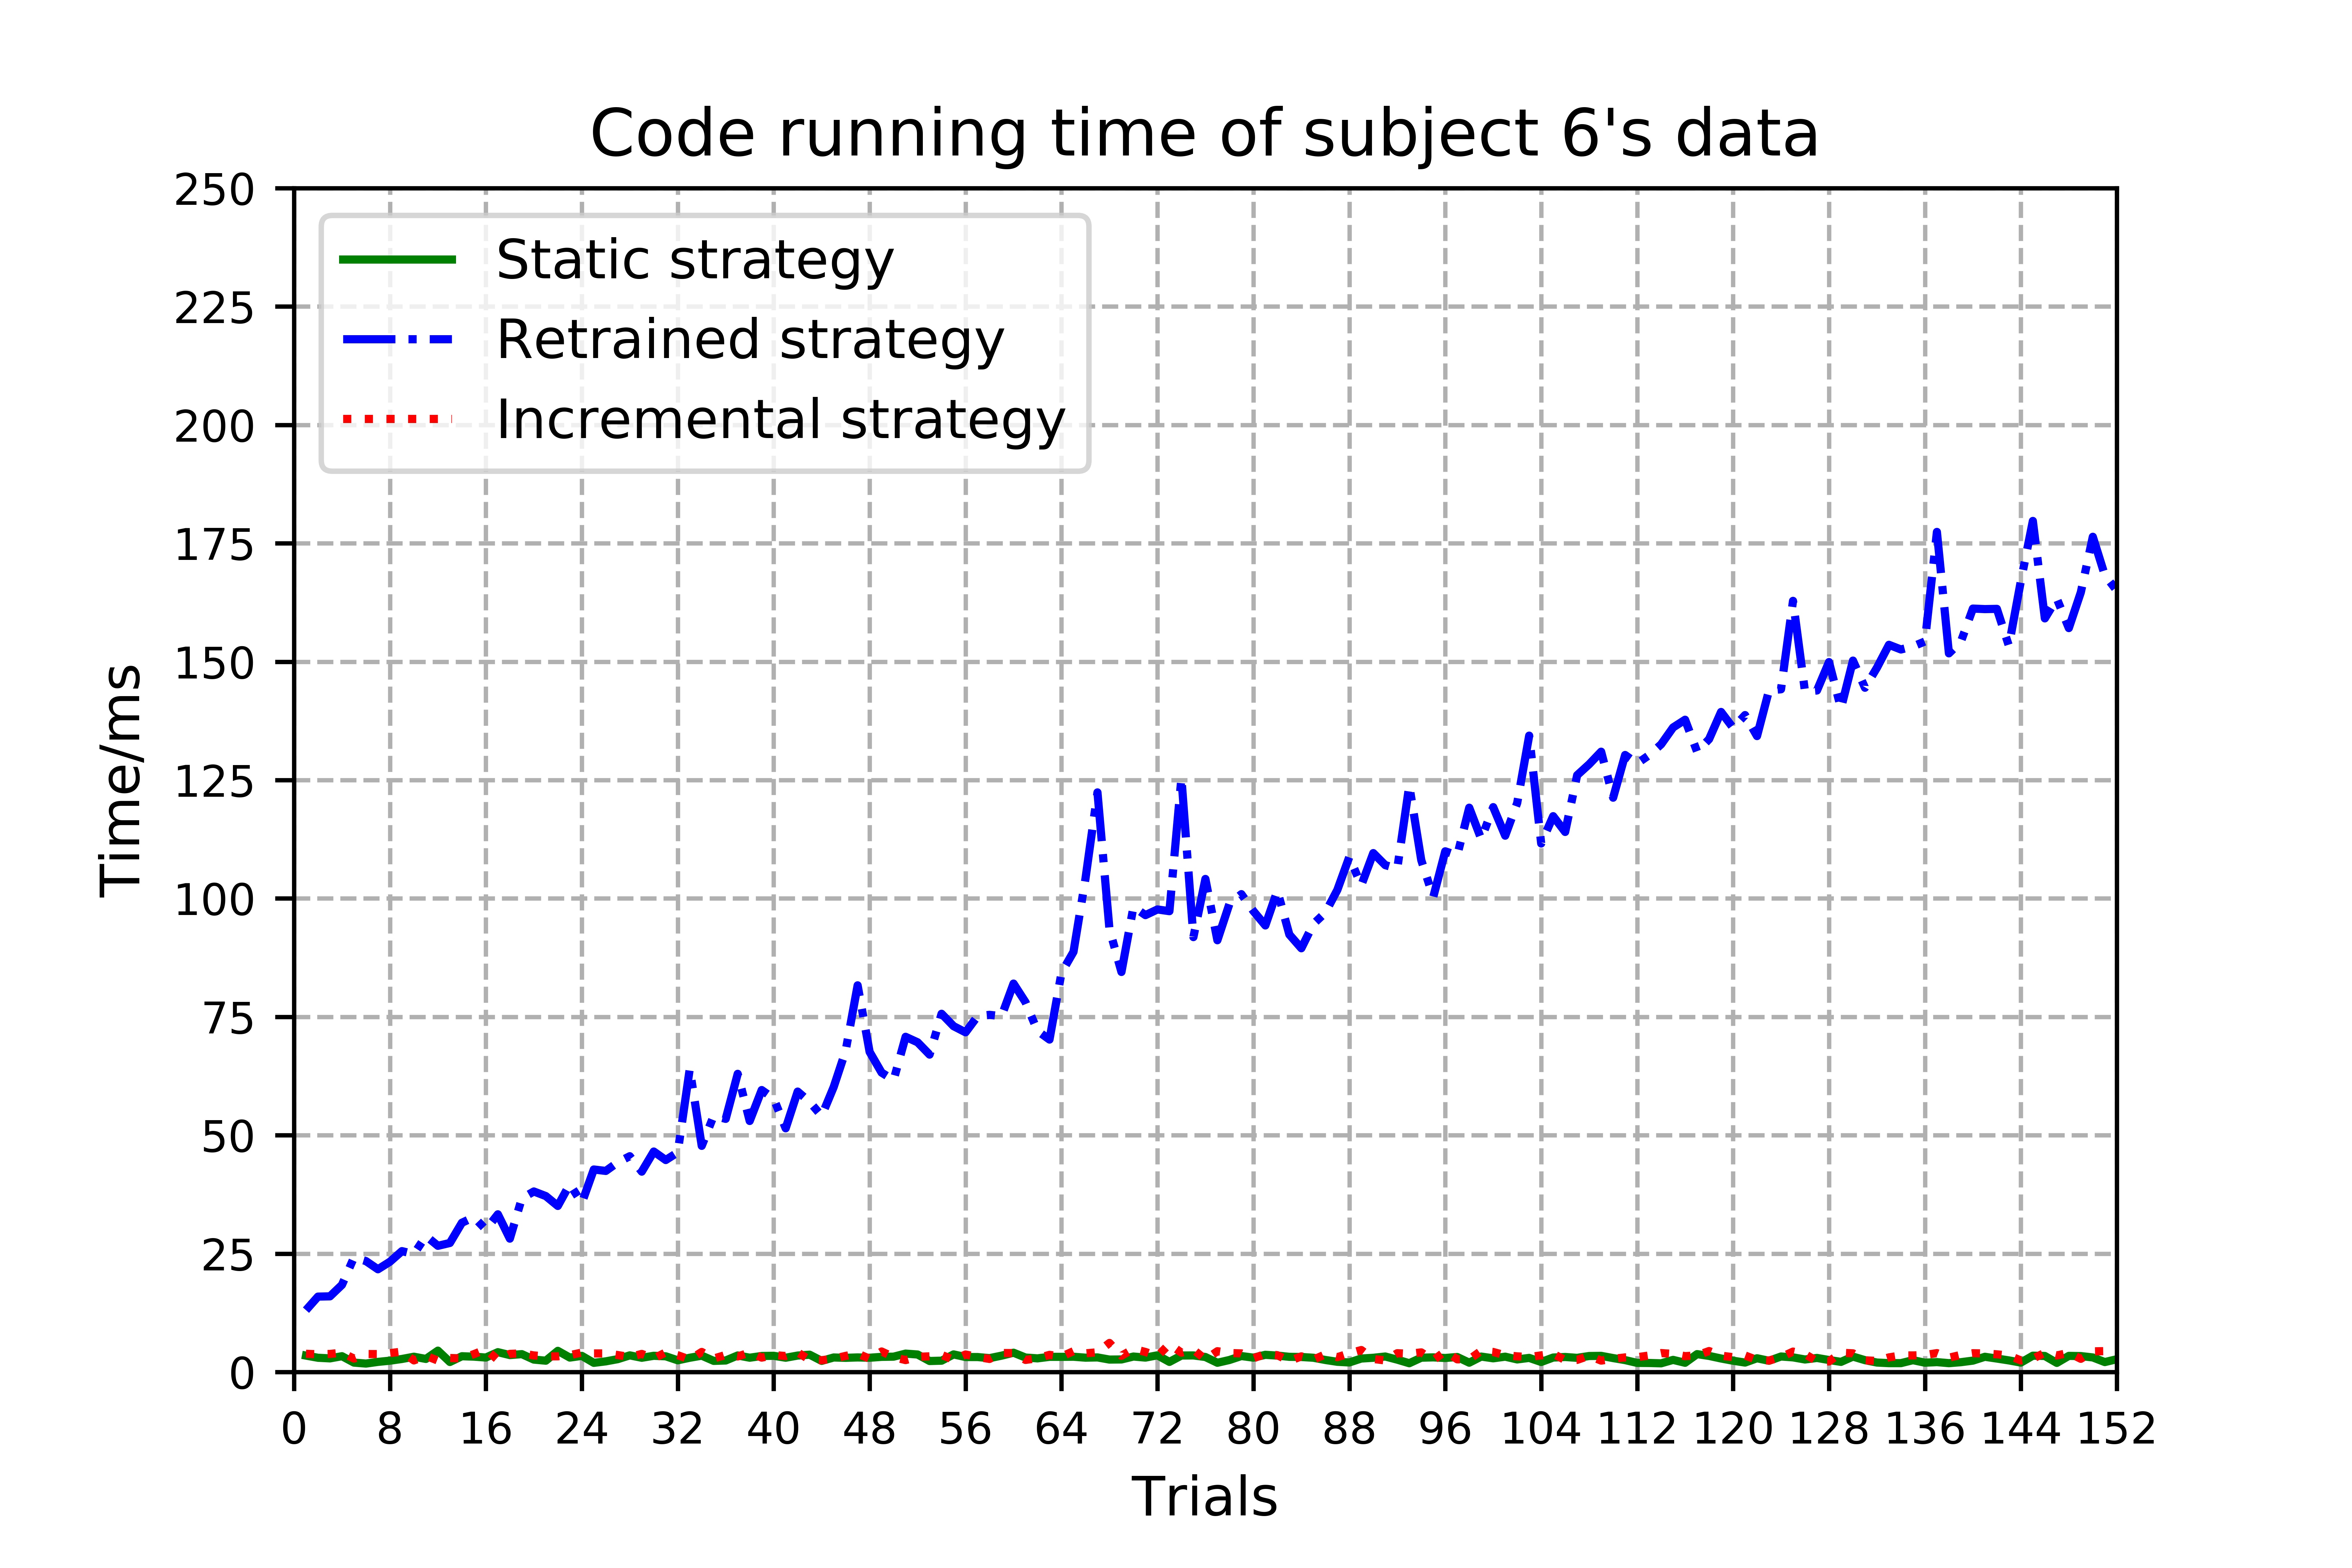 Code running time of subject 6's data
250
225
200
175
150
125
100
75
50
25
0
Time/ms
Static strategy
Retrained strategy
Incremental strategy
0 8 16 24 32 40 48 56 64 72 80 88 96 104 112 120 128 136 144 152
Trials